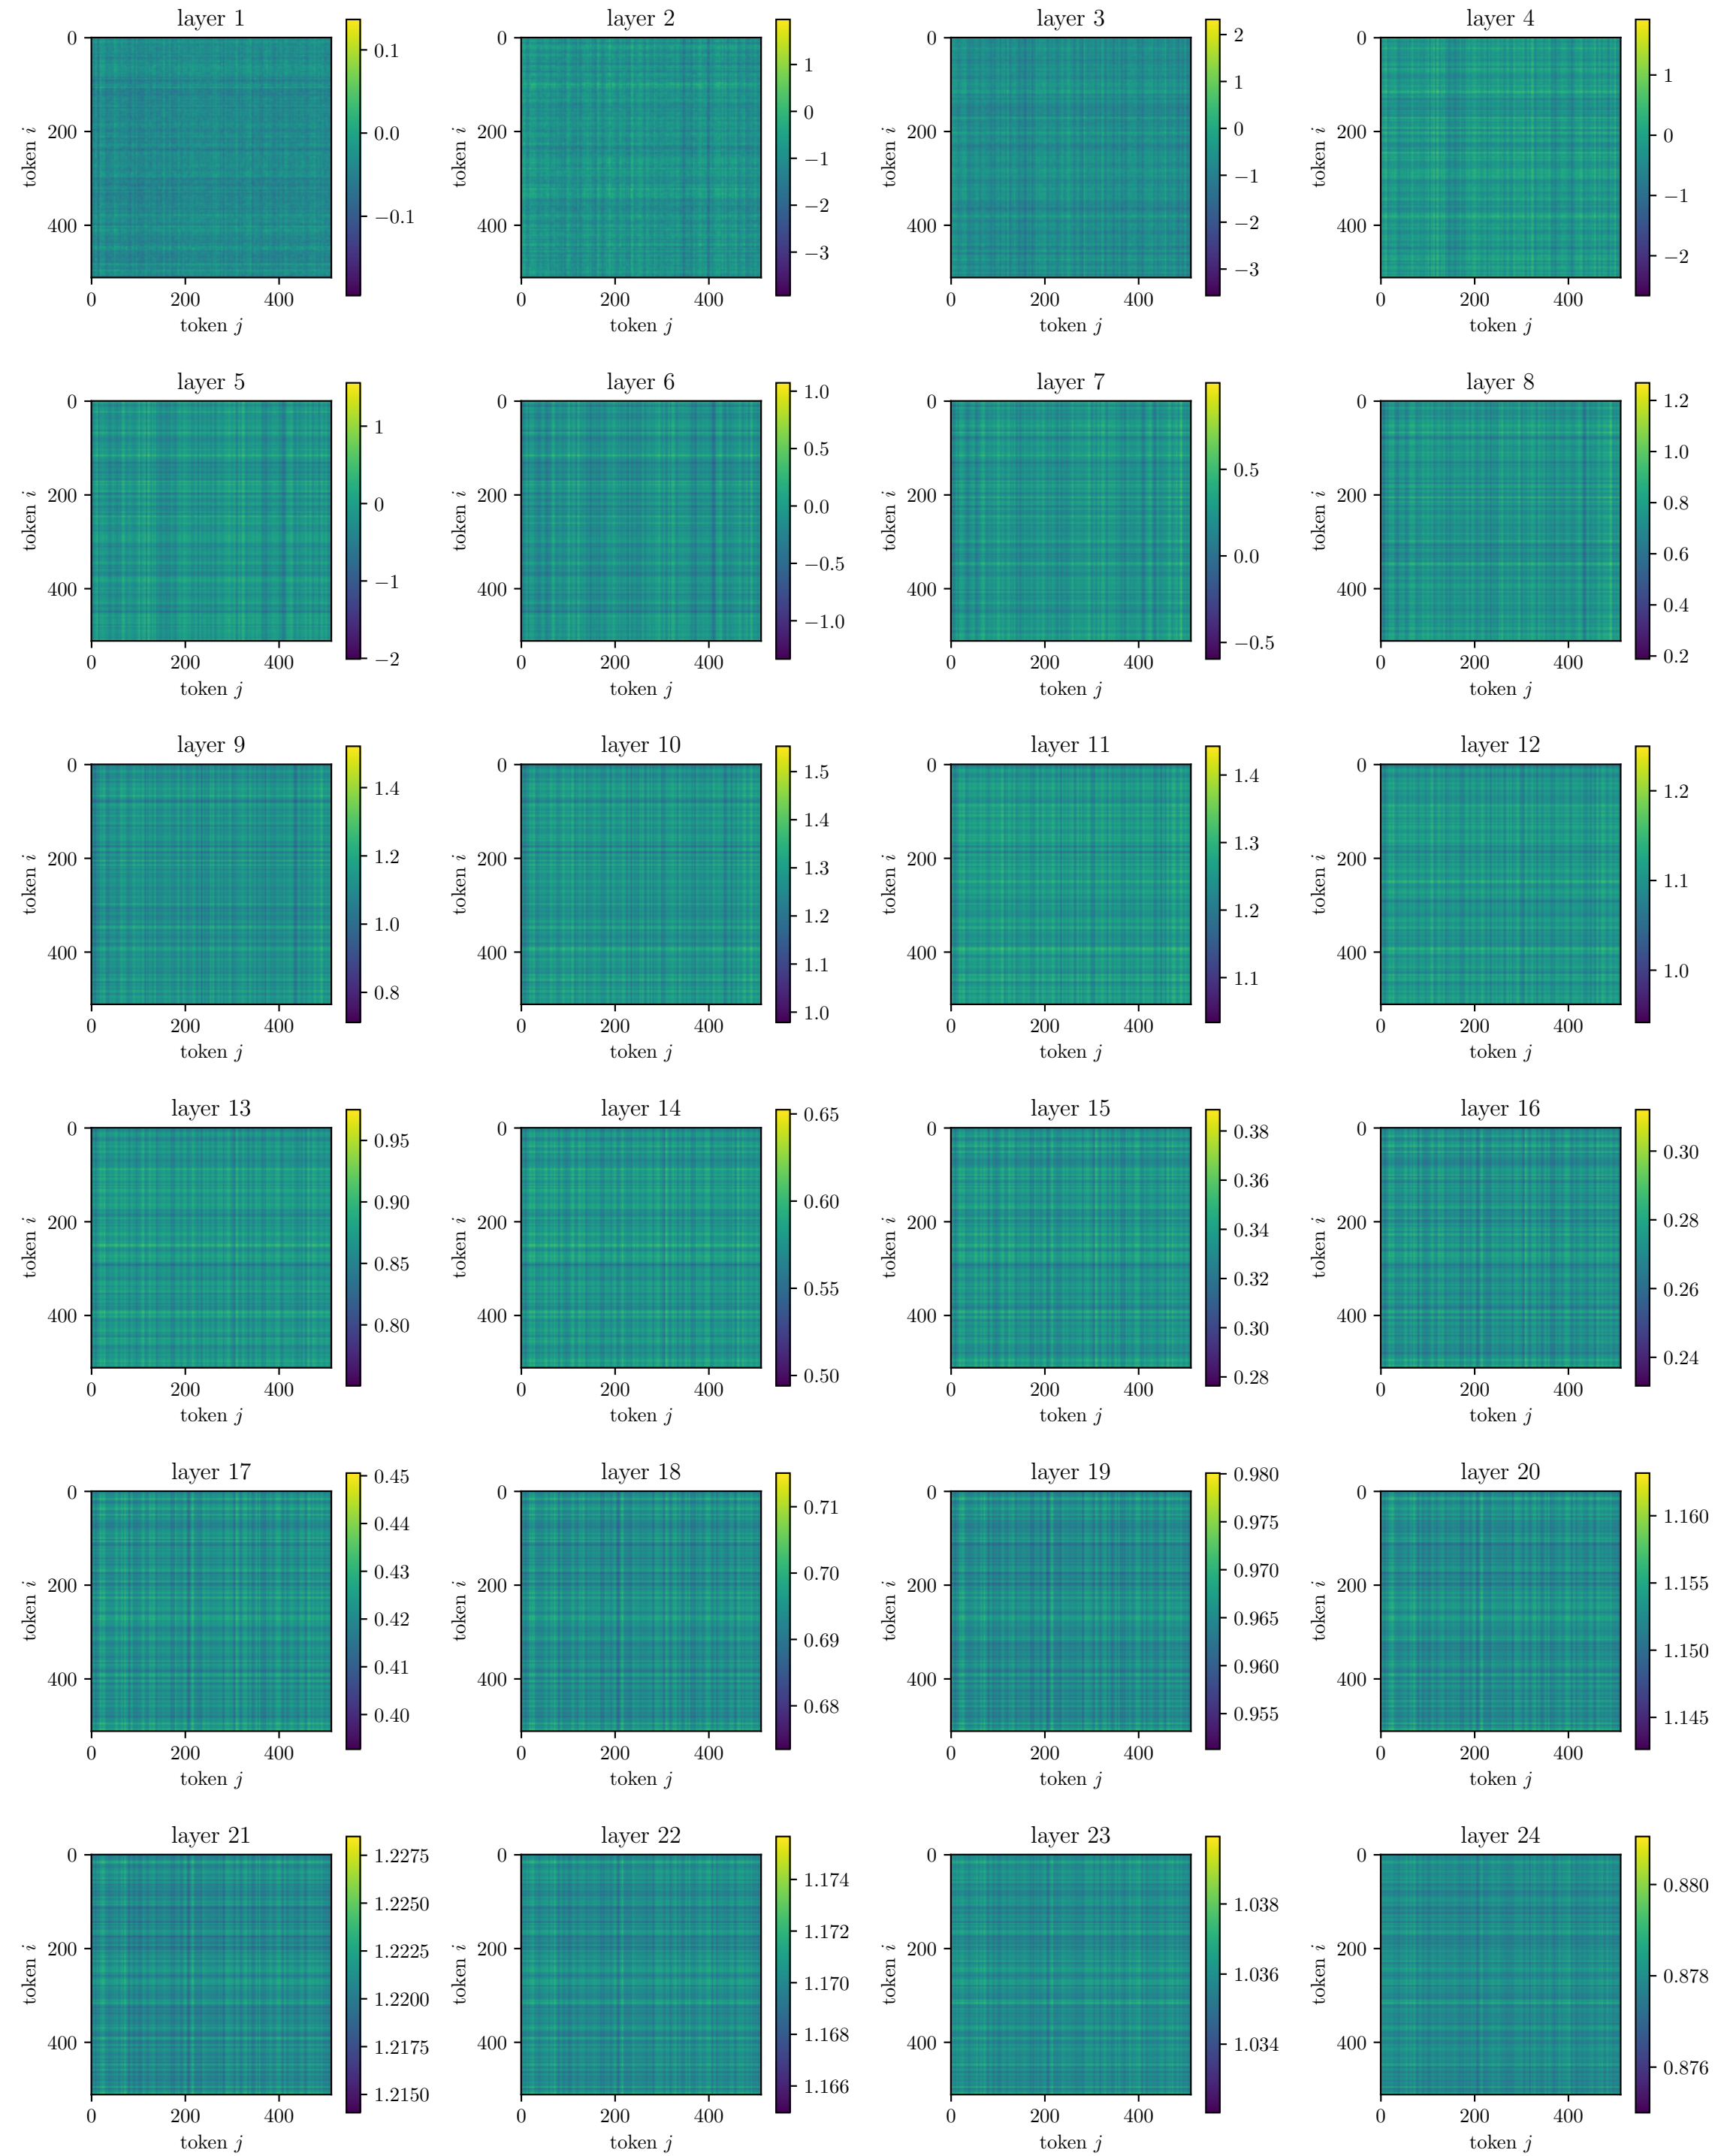 layer 1 layer 2 layer 3 layer 4
0 0.1 0.0 −0.1 200 400 token i 0 200 400 token j
0 1 0 −1 −2 −3 200 400 token i 0 200 400 token j
0 2 1 0 −1 −2 −3 200 400 token i 0 200 400 token j
0 1 0 −1 −2 200 400 token i 0 200 400 token j
layer 5 layer 6 layer 7 layer 8
0 1 0 −1 −2 200 400 token i 0 200 400 token j
0 1.0 0.5 0.0 −0.5 −1.0 200 400 token i 0 200 400 token j
0 0.5 0.0 −0.5 200 400 token i 0 200 400 token j
0 1.2 1.0 0.8 0.6 0.4 0.2 200 400 token i 0 200 400 token j
layer 9 layer 10 layer 11 layer 12
0 1.4 1.2 1.0 0.8 200 400 token i 0 200 400 token j
0 1.5 1.4 1.3 1.2 1.1 1.0 200 400 token i 0 200 400 token j
0 1.4 1.3 1.2 1.1 200 400 token i 0 200 400 token j
0 1.2 1.1 1.0 200 400 token i 0 200 400 token j
layer 13 layer 14 layer 15 layer 16
0 0.95 0.90 0.85 0.80 200 400 token i 0 200 400 token j
0 0.65 0.60 0.55 0.50 200 400 token i 0 200 400 token j
0 0.38 0.36 0.34 0.32 0.30 0.28 200 400 token i 0 200 400 token j
0 0.30 0.28 0.26 0.24 200 400 token i 0 200 400 token j
layer 17 layer 18 layer 19 layer 20
0 0.45 0.44 0.43 0.42 0.41 0.40 200 400 token i 0 200 400 token j
0 0.71 0.70 0.69 0.68 200 400 token i 0 200 400 token j
0 0.980 0.975 0.970 0.965 0.960 0.955 200 400 token i 0 200 400 token j
0 1.160 1.155 1.150 1.145 200 400 token i 0 200 400 token j
layer 21 layer 22 layer 23 layer 24
0 1.2275 1.2250 1.2225 1.2200 1.2175 1.2150 200 400 token i 0 200 400 token j
0 1.174 1.172 1.170 1.168 1.166 200 400 token i 0 200 400 token j
0 1.038 1.036 1.034 200 400 token i 0 200 400 token j
0 0.880 0.878 0.876 200 400 token i 0 200 400 token j